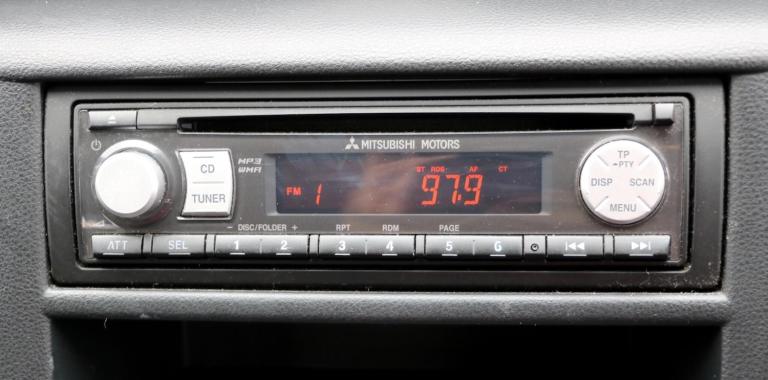 MITSUBISHI MOTORS
MP3
WMA
CD
TUNER
ST RDS AF CT
FM 1 97.9
TP
PTY
DISP SCAN
MENU
− DISC/FOLDER + RPT RDM PAGE
ATT SEL 1 2 3 4 5 6